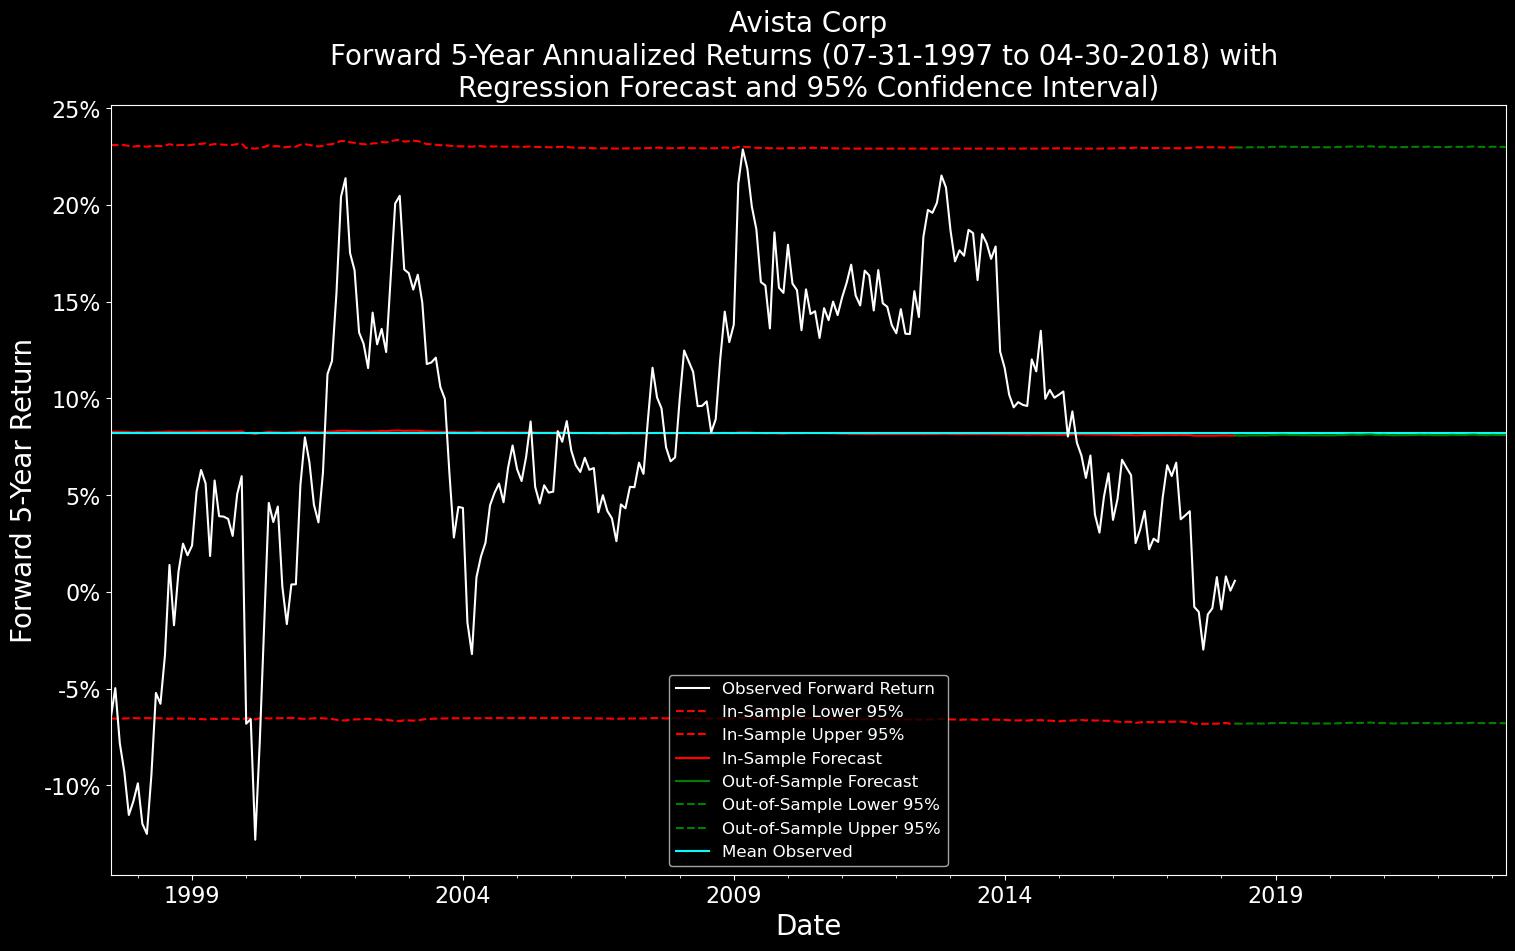 Avista Corp
Forward 5-Year Annualized Returns (07-31-1997 to 04-30-2018) with
Regression Forecast and 95% Confidence Interval)
25%
20%
15%
10%
5%
0%
-5%
-10%
Forward 5-Year Return
Observed Forward Return
In-Sample Lower 95%
In-Sample Upper 95%
In-Sample Forecast
Out-of-Sample Forecast
Out-of-Sample Lower 95%
Out-of-Sample Upper 95%
Mean Observed
1999 2004 2009 2014 2019
Date